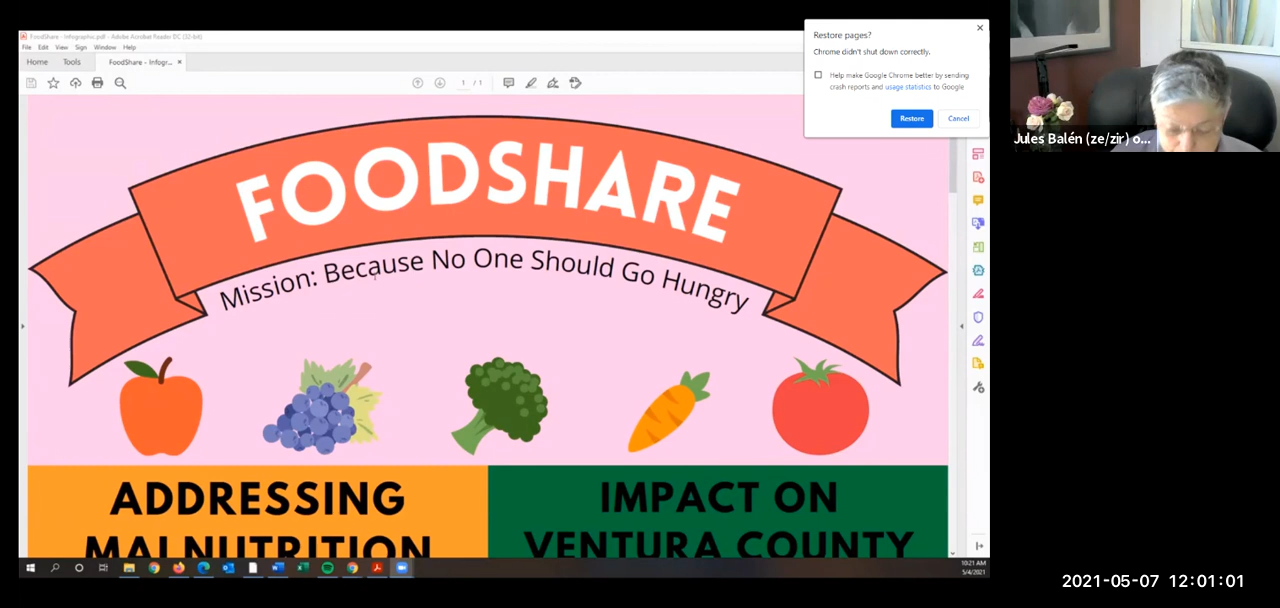 FoodShare - Infographic.pdf - Adobe Acrobat Reader DC (32-bit)
File Edit View Sign Window Help
Home Tools FoodShare - Infogr... ×
1 / 1
Restore pages?
Chrome didn't shut down correctly.
Help make Google Chrome better by sending
crash reports and usage statistics to Google
Restore Cancel
Jules Balén (ze/zir) o...
FOODSHARE
Mission: Because No One Should Go Hungry
ADDRESSING
MALNUTRITION
IMPACT ON
VENTURA COUNTY
10:21 AM
5/4/2021
2021-05-07 12:01:01